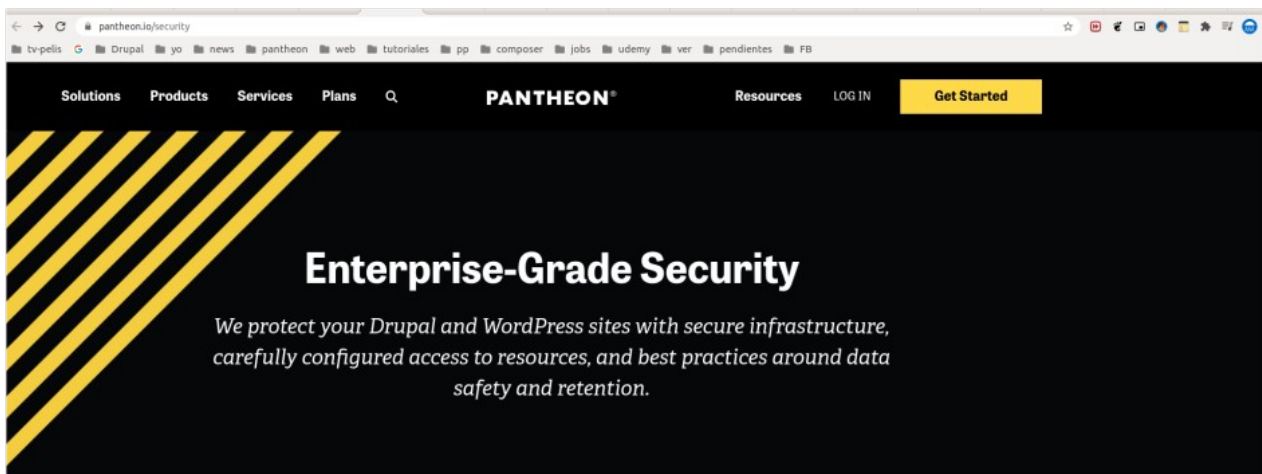 pantheon.io/security
tv-pelis G Drupal yo news pantheon web tutoriales pp composer jobs udemy ver pendientes FB
Solutions Products Services Plans PANTHEON® Resources LOG IN Get Started
Enterprise-Grade Security
We protect your Drupal and WordPress sites with secure infrastructure,
carefully configured access to resources, and best practices around data
safety and retention.